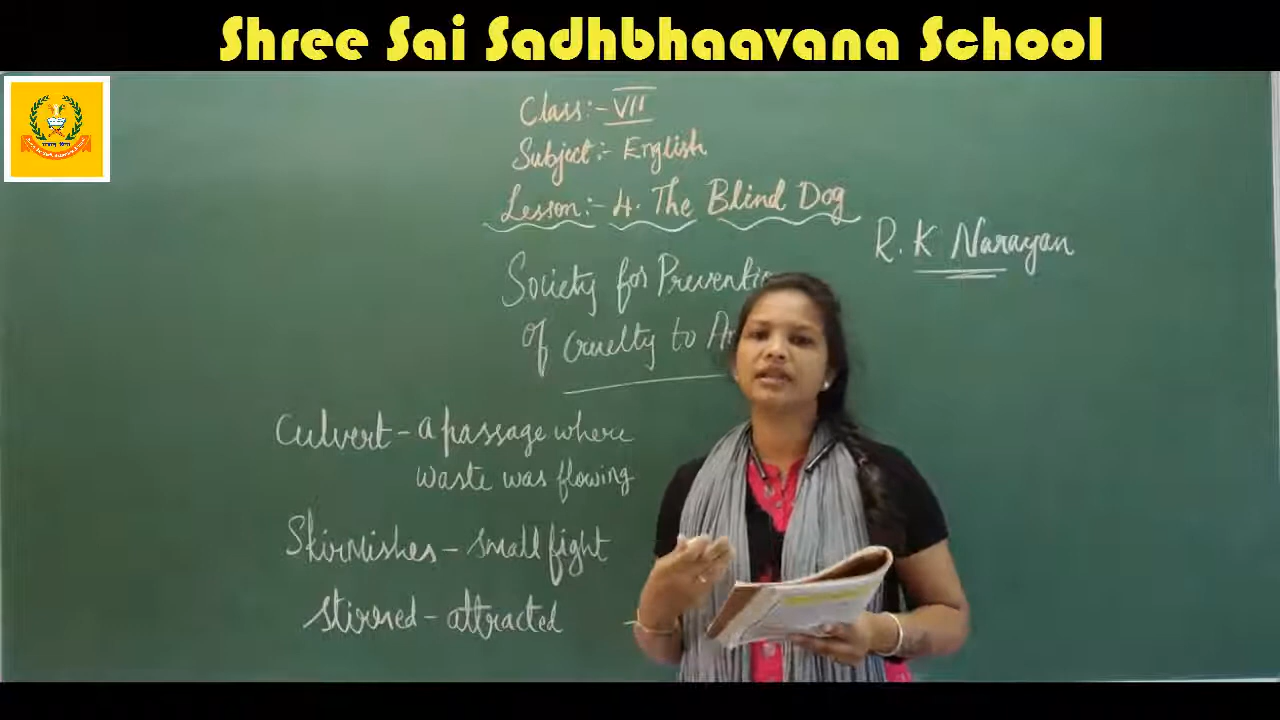 Shree Sai Sadhbhaavana School
Class:- VII
Subject:- English
Lesson:- 4. The Blind Dog
R. K Narayan
Society for
of Cruelty to
Culvert - a passage where
waste was flowing
Skirmishes - small fight
stirred - attracted